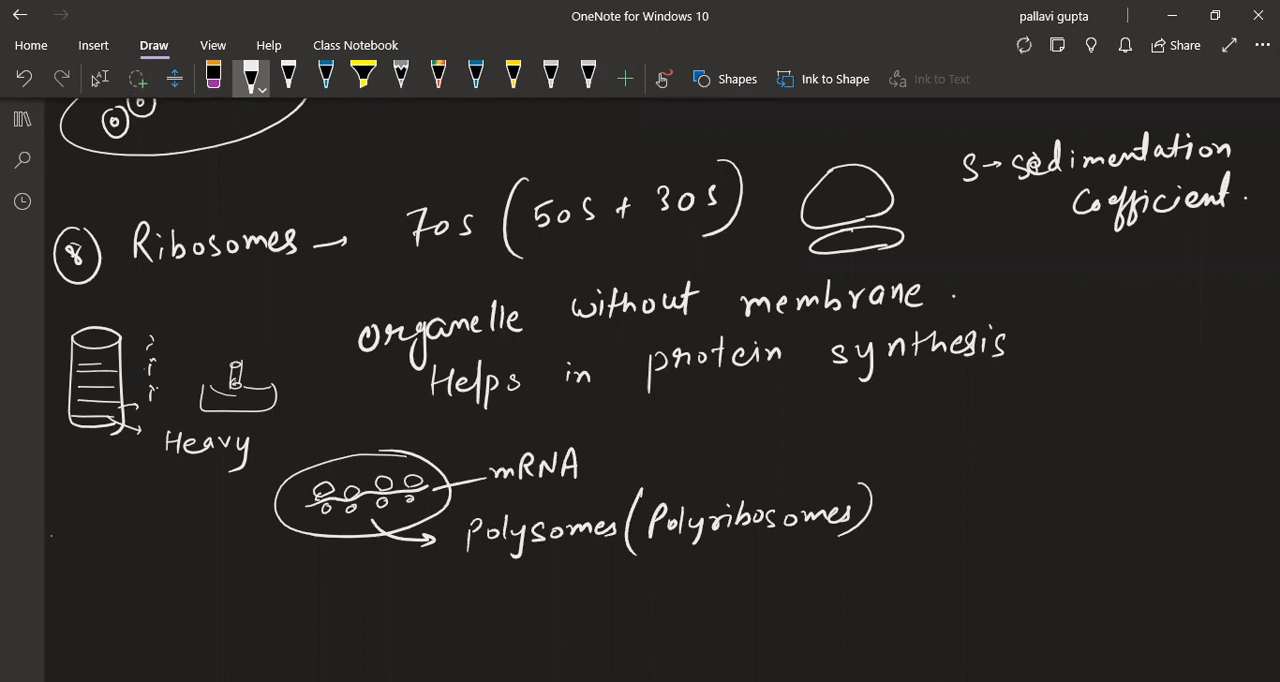 OneNote for Windows 10
pallavi gupta
Home Insert Draw View Help Class Notebook
Share
Shapes Ink to Shape Ink to Text
S → sedimentation
coefficient.
8 Ribosomes → 70s (50s + 30s)
organelle without membrane.
Helps in protein synthesis
Heavy
mRNA
polysomes (Polyribosomes)